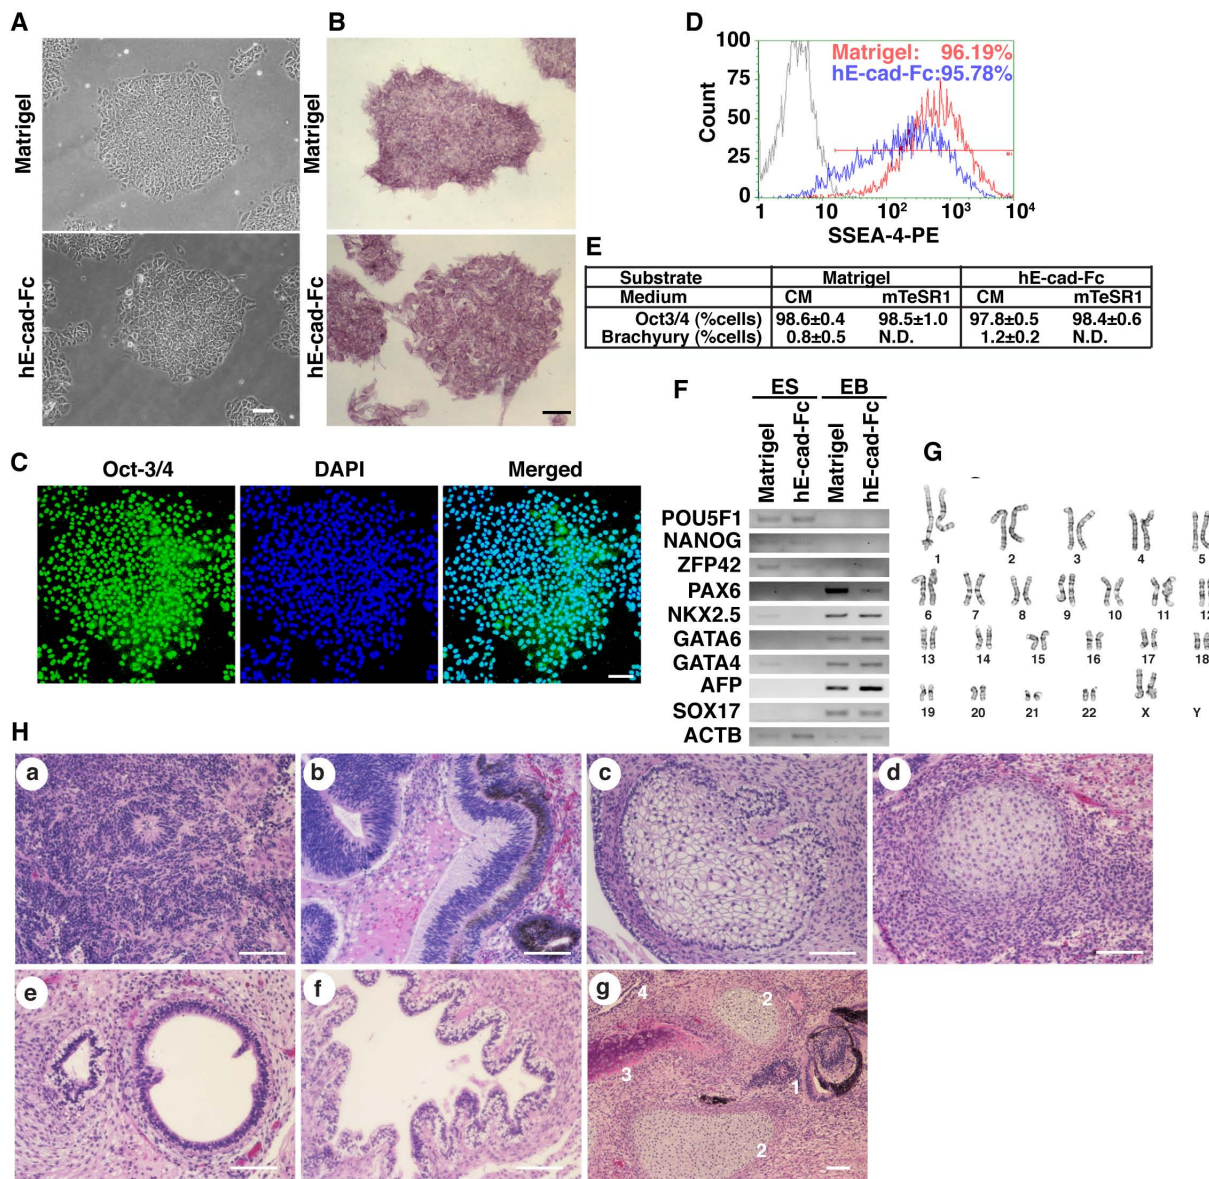 A
B
Matrigel
hE-cad-Fc
Matrigel
hE-cad-Fc
D
100
75
50
25
0
Count
Matrigel: 96.19%
hE-cad-Fc:95.78%
1 10 10² 10³ 10⁴
SSEA-4-PE
E
Substrate Matrigel hE-cad-Fc
Medium CM mTeSR1 CM mTeSR1
Oct3/4 (%cells) 98.6±0.4 98.5±1.0 97.8±0.5 98.4±0.6
Brachyury (%cells) 0.8±0.5 N.D. 1.2±0.2 N.D.
C
Oct-3/4 DAPI Merged
F
ES EB
Matrigel
hE-cad-Fc
Matrigel
hE-cad-Fc
POU5F1
NANOG
ZFP42
PAX6
NKX2.5
GATA6
GATA4
AFP
SOX17
ACTB
G
1 2 3 4 5
6 7 8 9 10 11 12
13 14 15 16 17 18
19 20 21 22 X Y
H
a b c d
e f g
4 2
3 1
2